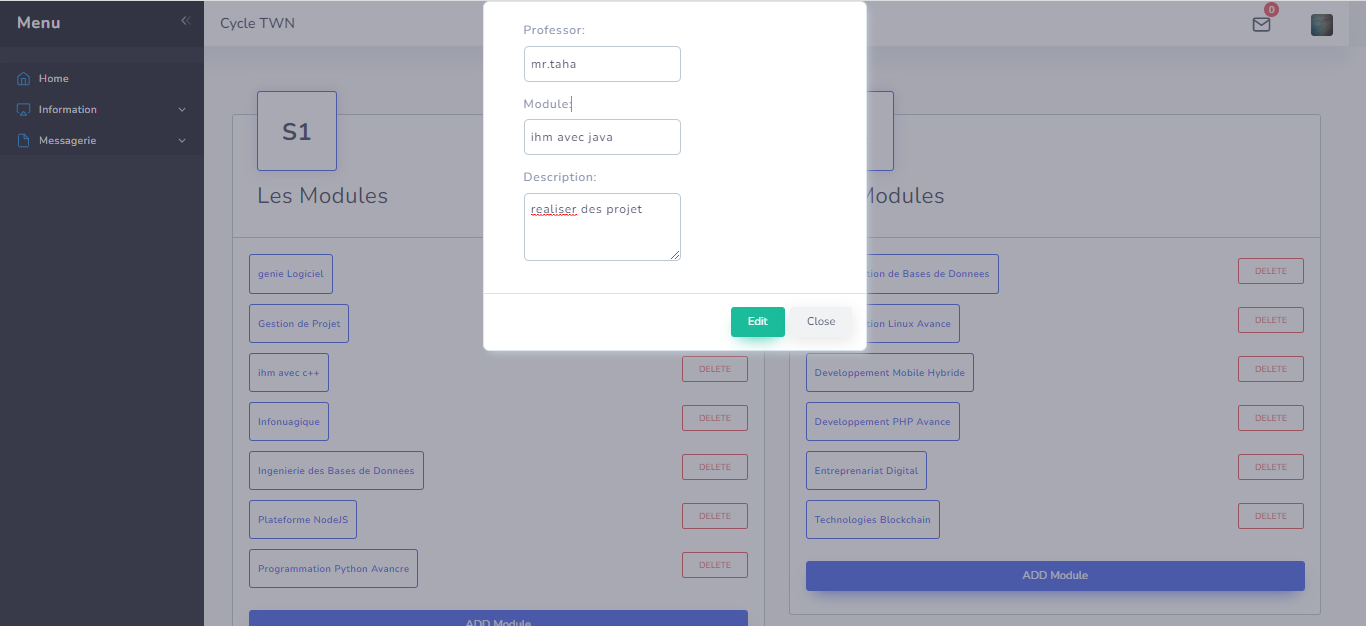 Menu
Home
Information
Messagerie
Cycle TWN
0
S1
Les Modules
genie Logiciel
Gestion de Projet
ihm avec c++
DELETE
Infonuagique
DELETE
Ingenierie des Bases de Donnees
DELETE
Plateforme NodeJS
DELETE
Programmation Python Avancre
DELETE
ADD Module
Professor:
mr.taha
Module:
ihm avec java
Description:
realiser des projet
Edit
Close
Modules
tion de Bases de Donnees
DELETE
tion Linux Avance
DELETE
Developpement Mobile Hybride
DELETE
Developpement PHP Avance
DELETE
Entreprenariat Digital
DELETE
Technologies Blockchain
DELETE
ADD Module